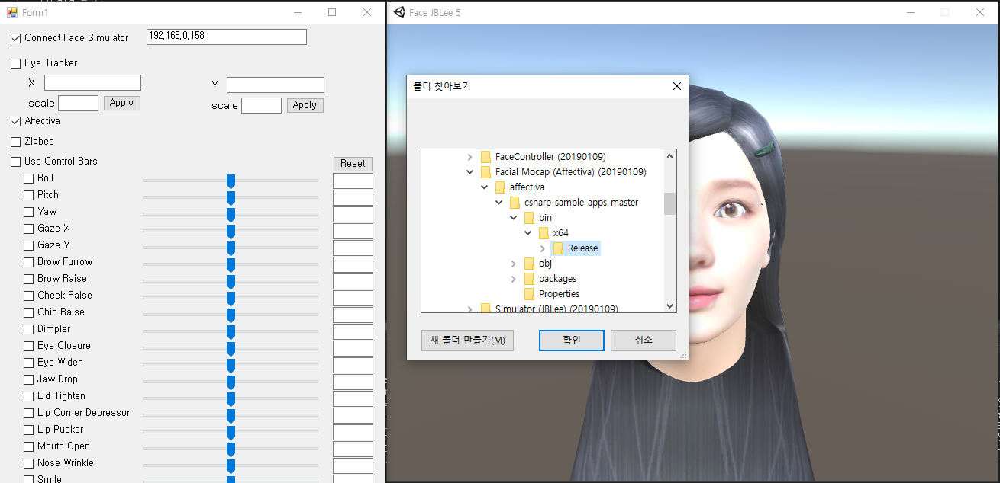 Form1
Connect Face Simulator 192,168,0,158
Eye Tracker
X Y
scale Apply scale Apply
Affectiva
Zigbee
Use Control Bars Reset
Roll
Pitch
Yaw
Gaze X
Gaze Y
Brow Furrow
Brow Raise
Cheek Raise
Chin Raise
Dimpler
Eye Closure
Eye Widen
Jaw Drop
Lid Tighten
Lip Corner Depressor
Lip Pucker
Mouth Open
Nose Wrinkle
Smile
Face JBLee 5
폴더 찾아보기
FaceController (20190109)
Facial Mocap (Affectiva) (20190109)
affectiva
csharp-sample-apps-master
bin
x64
Release
obj
packages
Properties
Simulator (JBLee) (20190109)
새 폴더 만들기(M) 확인 취소